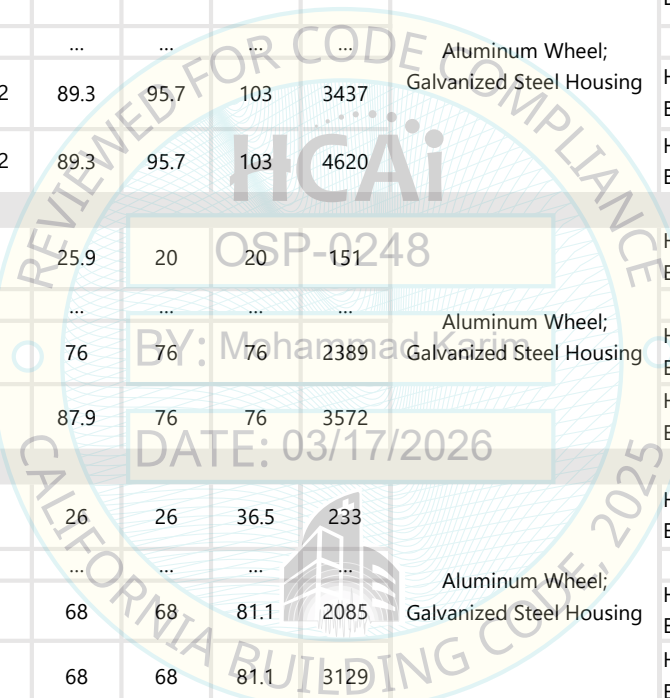 ... ... ... ...
Aluminum Wheel;
Galvanized Steel Housing
2 89.3 95.7 103 3437
2 89.3 95.7 103 4620
25.9 20 20 151
... ... ... ...
Aluminum Wheel;
Galvanized Steel Housing
76 76 76 2389
87.9 76 76 3572
26 26 36.5 233
... ... ... ...
Aluminum Wheel;
Galvanized Steel Housing
68 68 81.1 2085
68 68 81.1 3129
REVIEWED FOR CODE COMPLIANCE
HCAi
OSP-0248
BY: Mohammad Karim
DATE: 03/17/2026
CALIFORNIA BUILDING CODE, 2025